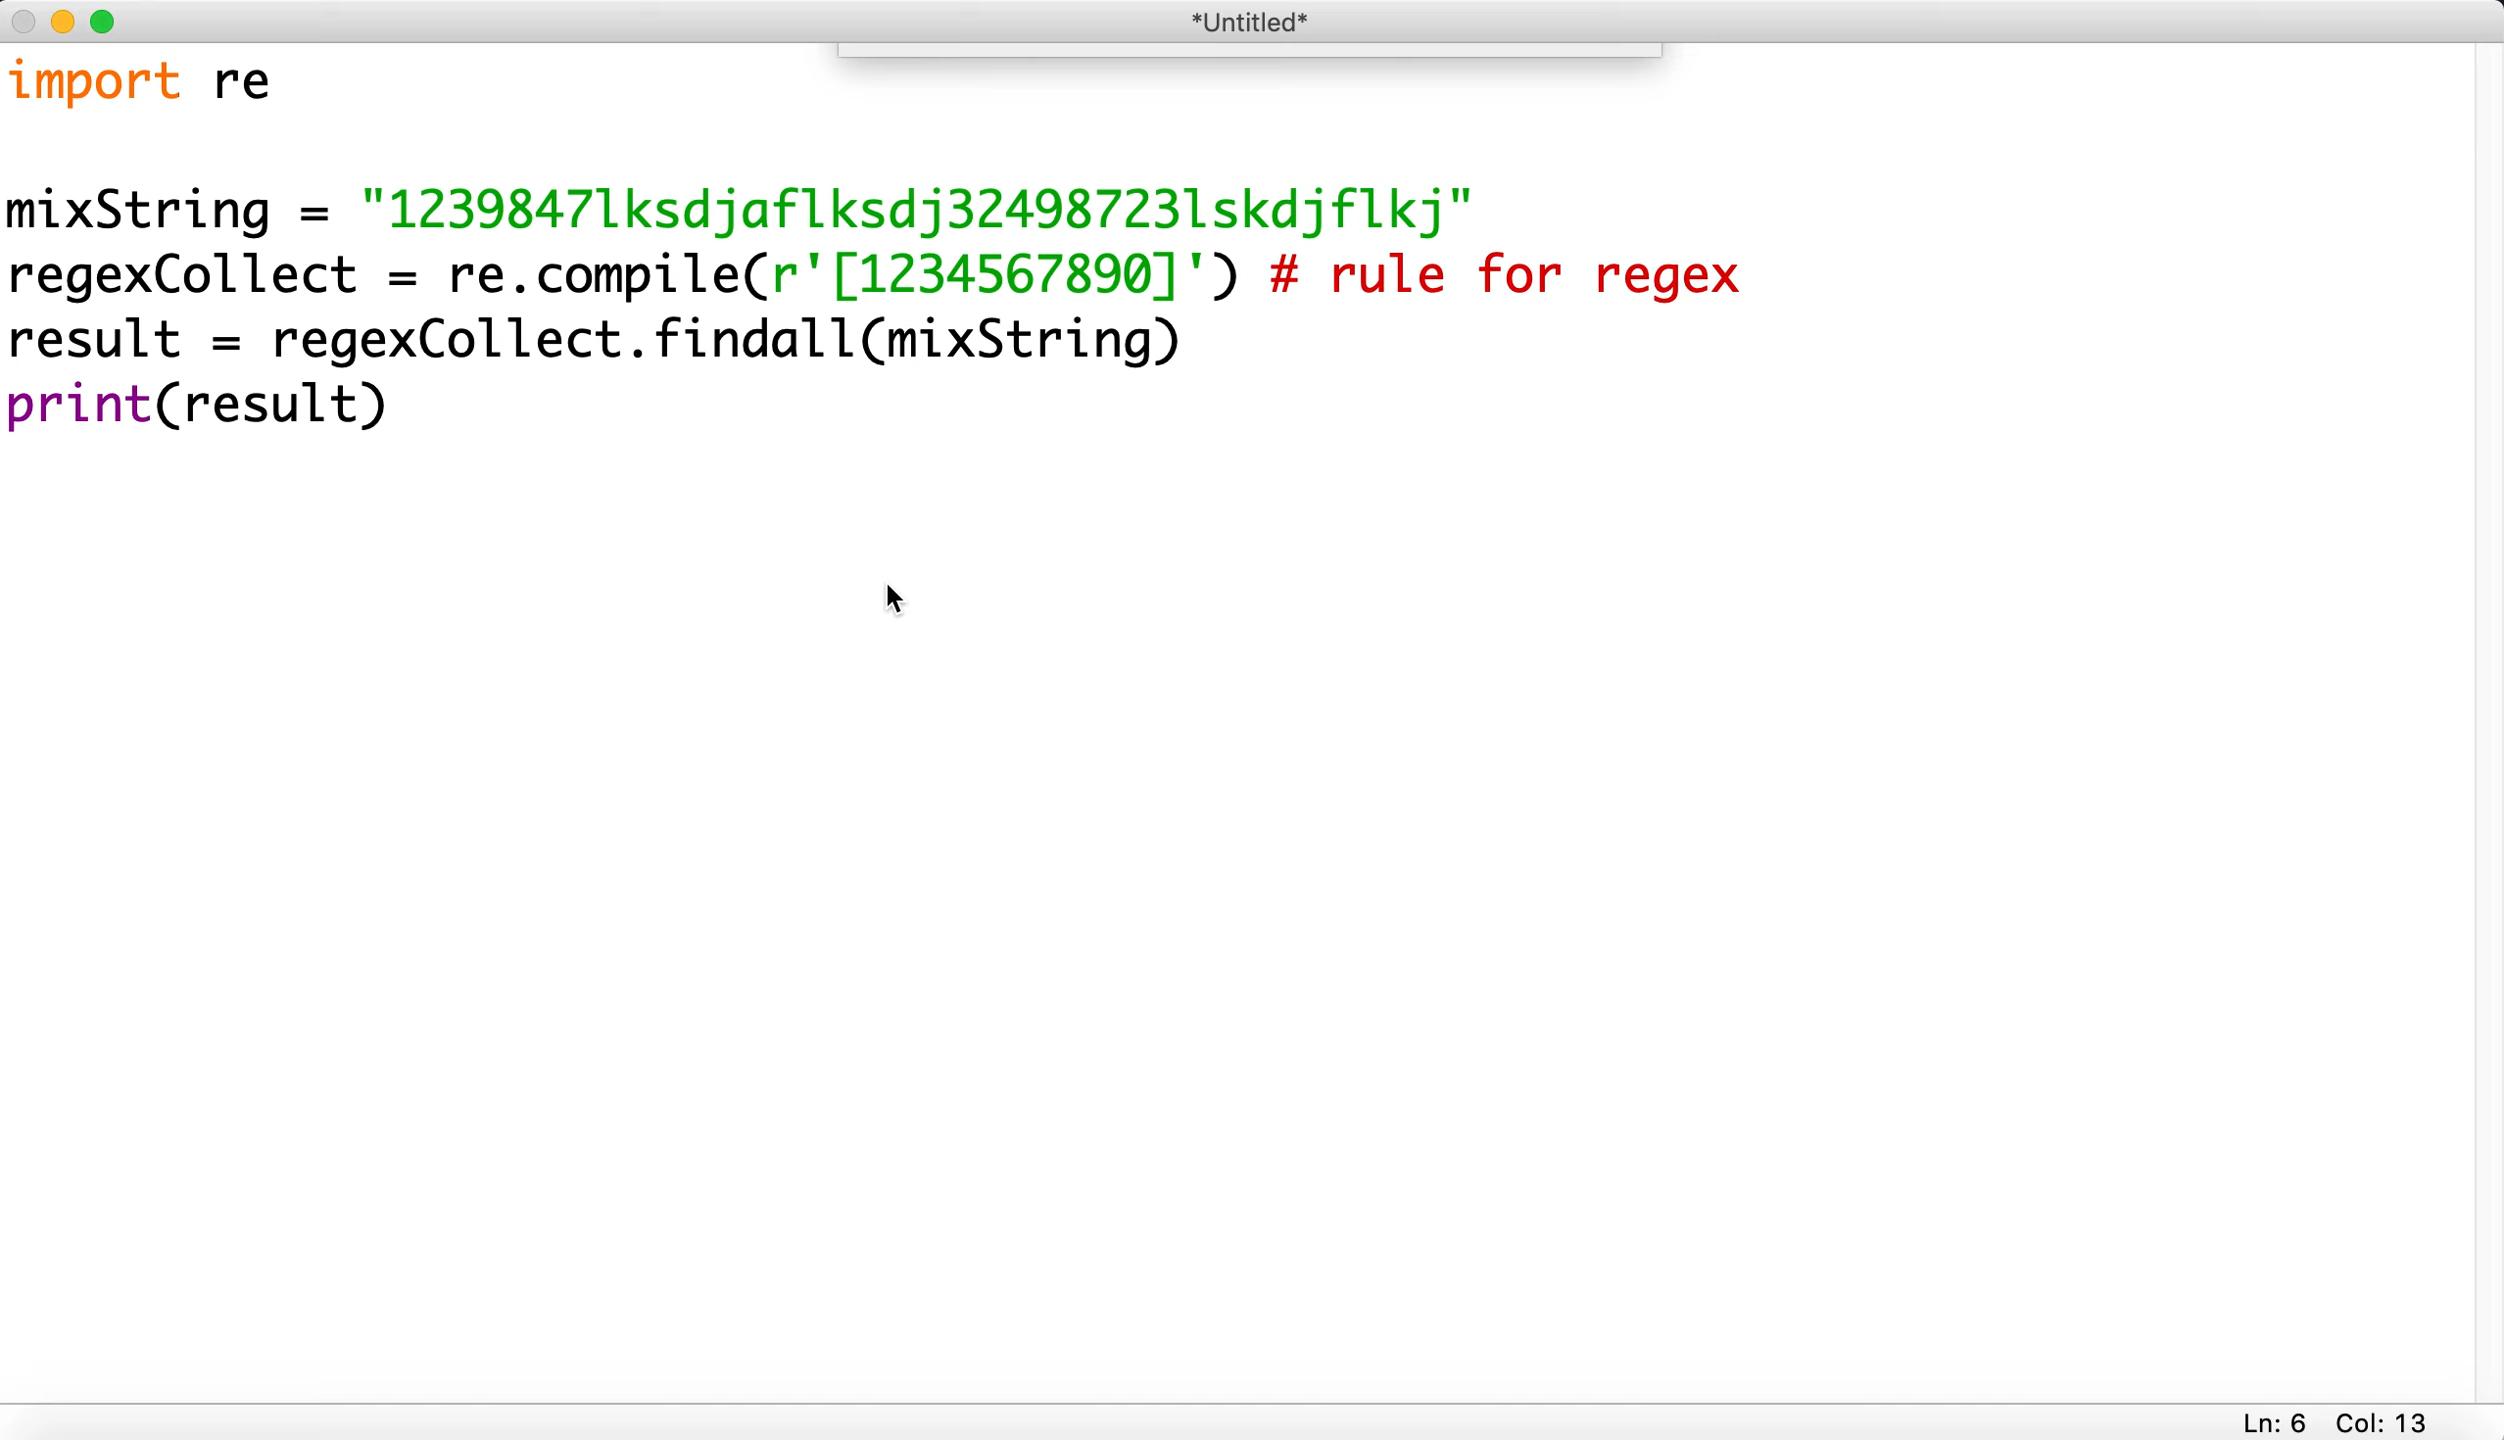 *Untitled*
import re
mixString = "1239847lksdjaflksdj32498723lskdjflkj"
regexCollect = re.compile(r'[1234567890]') # rule for regex
result = regexCollect.findall(mixString)
print(result)
Ln: 6 Col: 13